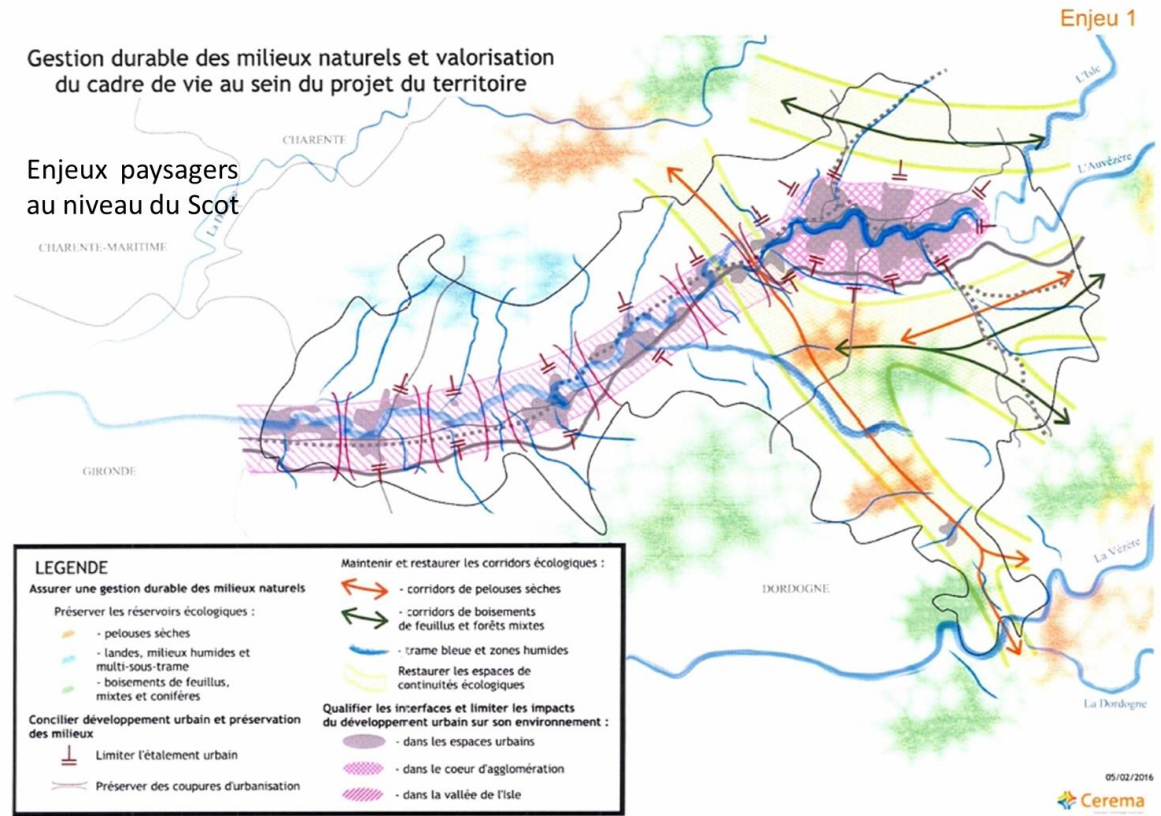 Enjeu 1
Gestion durable des milieux naturels et valorisation
du cadre de vie au sein du projet du territoire
Enjeux paysagers
au niveau du Scot
CHARENTE
CHARENTE-MARITIME
GIRONDE
DORDOGNE
L'Isle
L'Auvézère
La Vézère
La Dordogne
LEGENDE
Assurer une gestion durable des milieux naturels
Préserver les réservoirs écologiques :
- pelouses sèches
- landes, milieux humides et
multi-sous-trame
- boisements de feuillus,
mixtes et conifères
Concilier développement urbain et préservation
des milieux
Limiter l'étalement urbain
Préserver des coupures d'urbanisation
Maintenir et restaurer les corridors écologiques :
- corridors de pelouses sèches
- corridors de boisements
de feuillus et forêts mixtes
- trame bleue et zones humides
Restaurer les espaces de
continuités écologiques
Qualifier les interfaces et limiter les impacts
du développement urbain sur son environnement :
- dans les espaces urbains
- dans le coeur d'agglomération
- dans la vallée de l'Isle
05/02/2016
Cerema